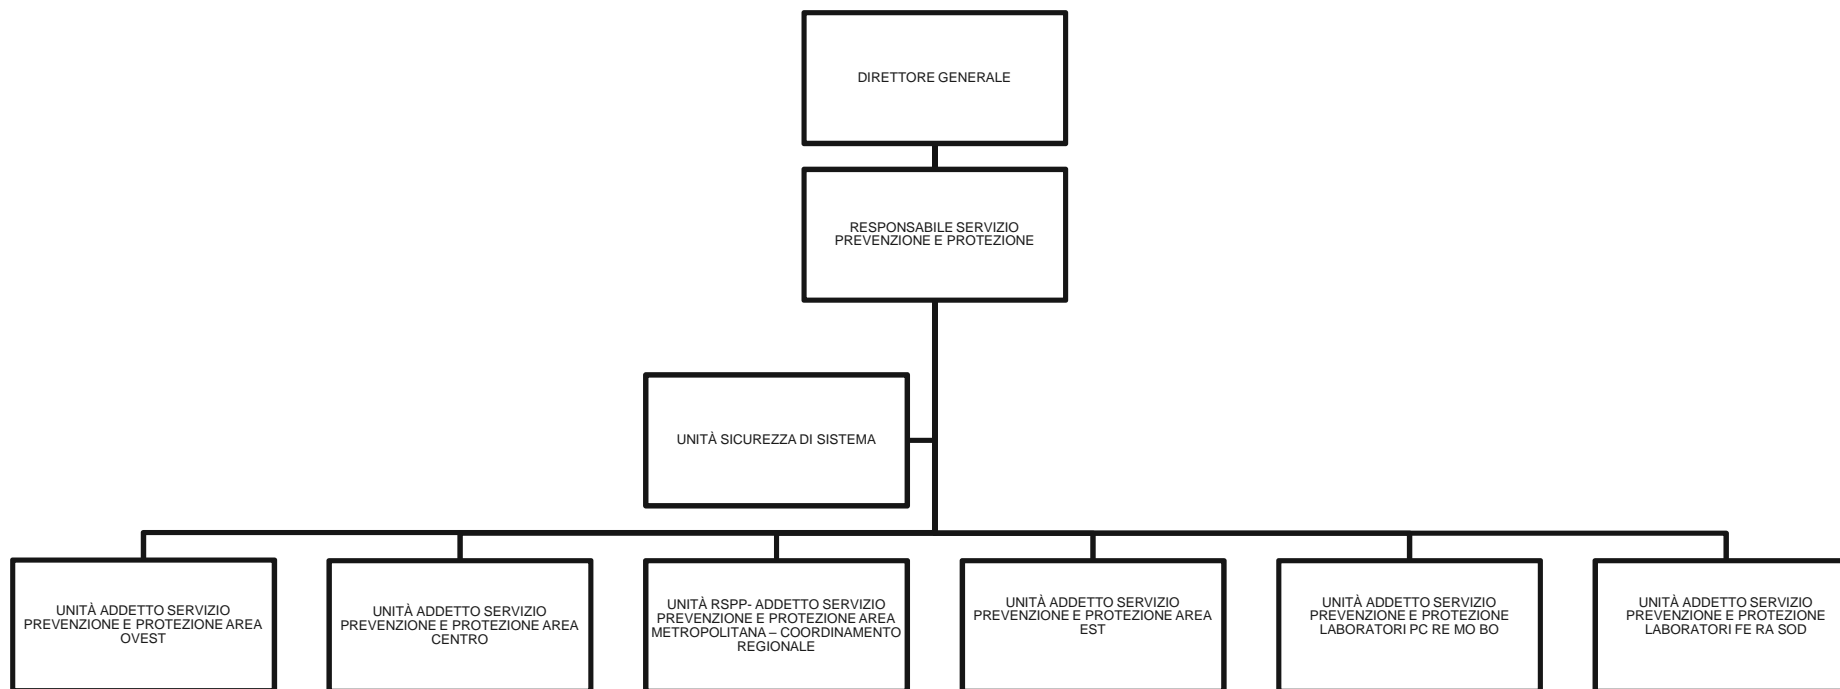 DIRETTORE GENERALE
RESPONSABILE SERVIZIO
PREVENZIONE E PROTEZIONE
UNITÀ SICUREZZA DI SISTEMA
UNITÀ ADDETTO SERVIZIO
PREVENZIONE E PROTEZIONE AREA
OVEST
UNITÀ ADDETTO SERVIZIO
PREVENZIONE E PROTEZIONE AREA
CENTRO
UNITÀ RSPP- ADDETTO SERVIZIO
PREVENZIONE E PROTEZIONE AREA
METROPOLITANA – COORDINAMENTO
REGIONALE
UNITÀ ADDETTO SERVIZIO
PREVENZIONE E PROTEZIONE AREA
EST
UNITÀ ADDETTO SERVIZIO
PREVENZIONE E PROTEZIONE
LABORATORI PC RE MO BO
UNITÀ ADDETTO SERVIZIO
PREVENZIONE E PROTEZIONE
LABORATORI FE RA SOD